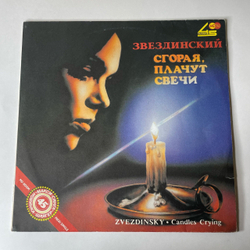 ЗВЕЗДИНСКИЙ
СГОРАЯ,
ПЛАЧУТ
СВЕЧИ
ZVEZDINSKY • Candles Crying